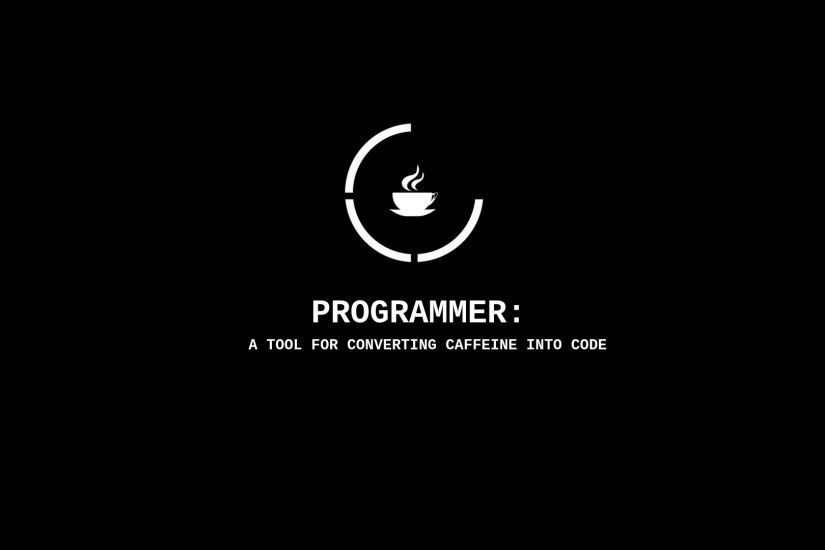 PROGRAMMER:
A TOOL FOR CONVERTING CAFFEINE INTO CODE